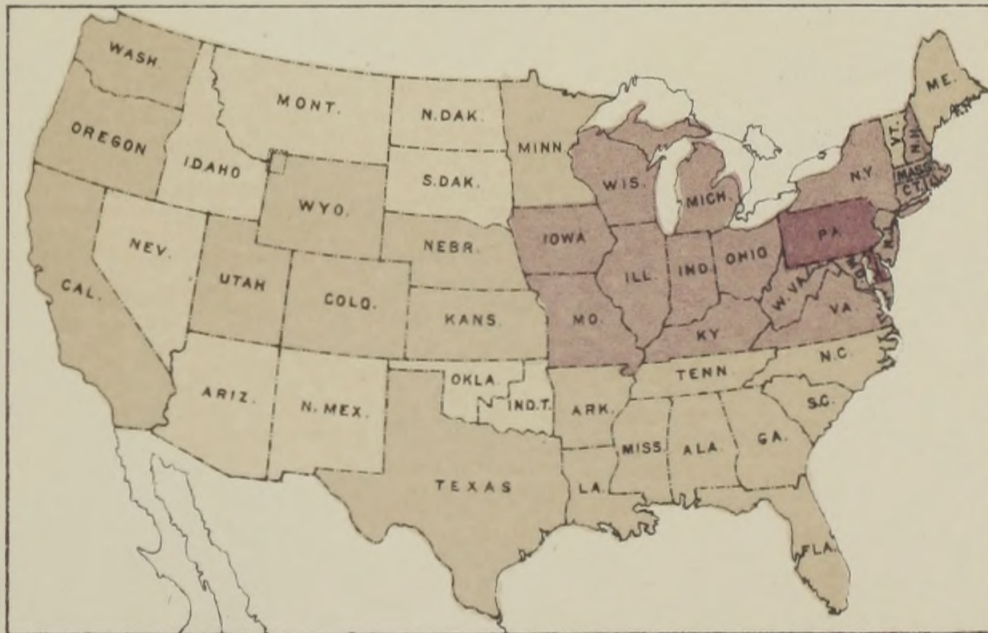 WASH.
MONT.
N.DAK.
MINN
ME.
OREGON
IDAHO
S.DAK.
WIS.
MICH.
N.Y.
VT.
N.H.
MASS.
CT.
WYO.
NEV.
NEBR.
IOWA
ILL.
IND.
OHIO
PA.
N.J.
CAL.
UTAH
COLO.
KANS.
MO.
KY
W.VA.
VA.
ARIZ.
N.MEX.
OKLA.
IND.T.
ARK.
TENN.
N.C.
S.C.
TEXAS
LA.
MISS.
ALA.
GA.
FLA.